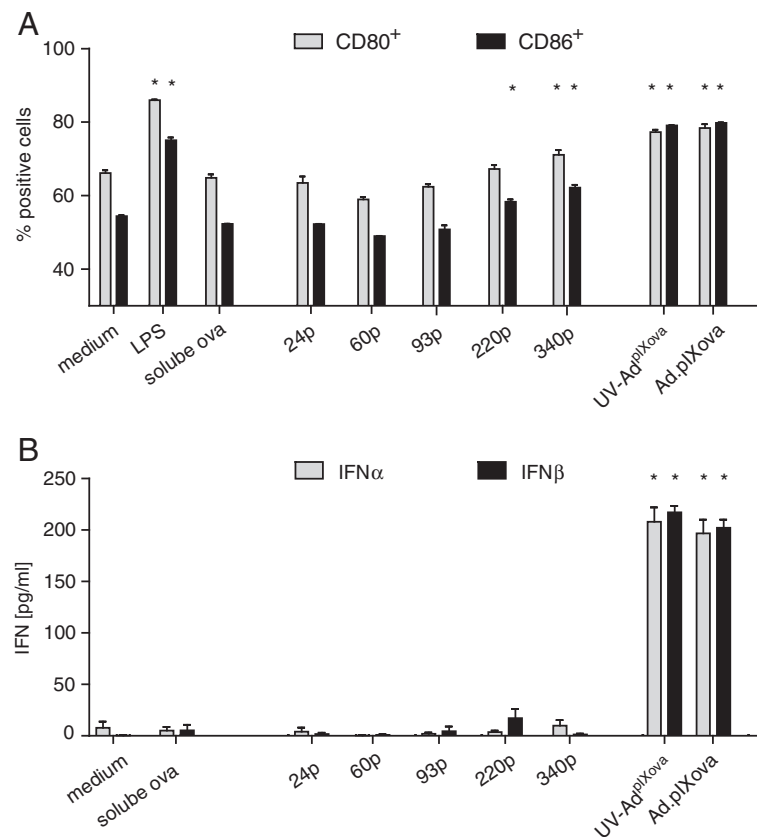 A
CD80+ CD86+
% positive cells
100
80
60
40
* * * * * * * * *
medium LPS solube ova 24p 60p 93p 220p 340p UV-AdpIXova Ad.pIXova
B
IFNα IFNβ
IFN [pg/ml]
250
200
150
100
50
0
* * * *
medium solube ova 24p 60p 93p 220p 340p UV-AdpIXova Ad.pIXova